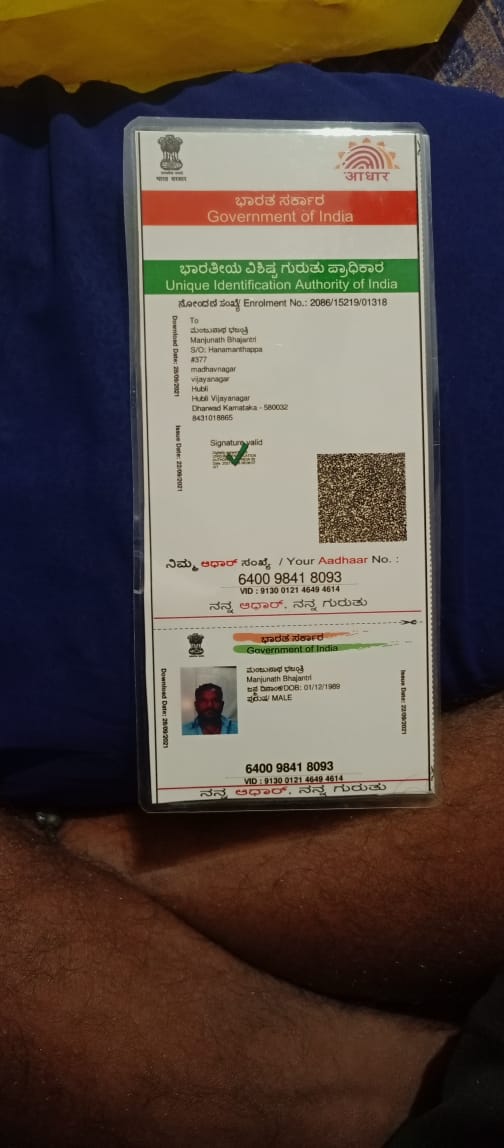 भारत सरकार
आधार
ಭಾರತ ಸರ್ಕಾರ
Government of India
ಭಾರತೀಯ ವಿಶಿಷ್ಟ ಗುರುತು ಪ್ರಾಧಿಕಾರ
Unique Identification Authority of India
ನೋಂದಣಿ ಸಂಖ್ಯೆ/ Enrolment No.: 2086/15219/01318
Download Date: 28/09/2021
To
ಮಂಜುನಾಥ ಭಜಂತ್ರಿ
Manjunath Bhajantri
S/O: Hanamanthappa
#377
madhavnagar
vijayanagar
Hubli
Hubli Vijayanagar
Dharwad Karnataka - 580032
8431018865
Issue Date: 22/09/2021
Signature valid
ನಿಮ್ಮ ಆಧಾರ್ ಸಂಖ್ಯೆ / Your Aadhaar No. :
6400 9841 8093
VID : 9130 0121 4649 4614
ನನ್ನ ಆಧಾರ್, ನನ್ನ ಗುರುತು
ಭಾರತ ಸರ್ಕಾರ
Government of India
Download Date: 28/09/2021
ಮಂಜುನಾಥ ಭಜಂತ್ರಿ
Manjunath Bhajantri
ಜನ್ಮ ದಿನಾಂಕ/DOB: 01/12/1989
ಪುರುಷ/ MALE
Issue Date: 22/09/2021
6400 9841 8093
VID : 9130 0121 4649 4614
ನನ್ನ ಆಧಾರ್, ನನ್ನ ಗುರುತು